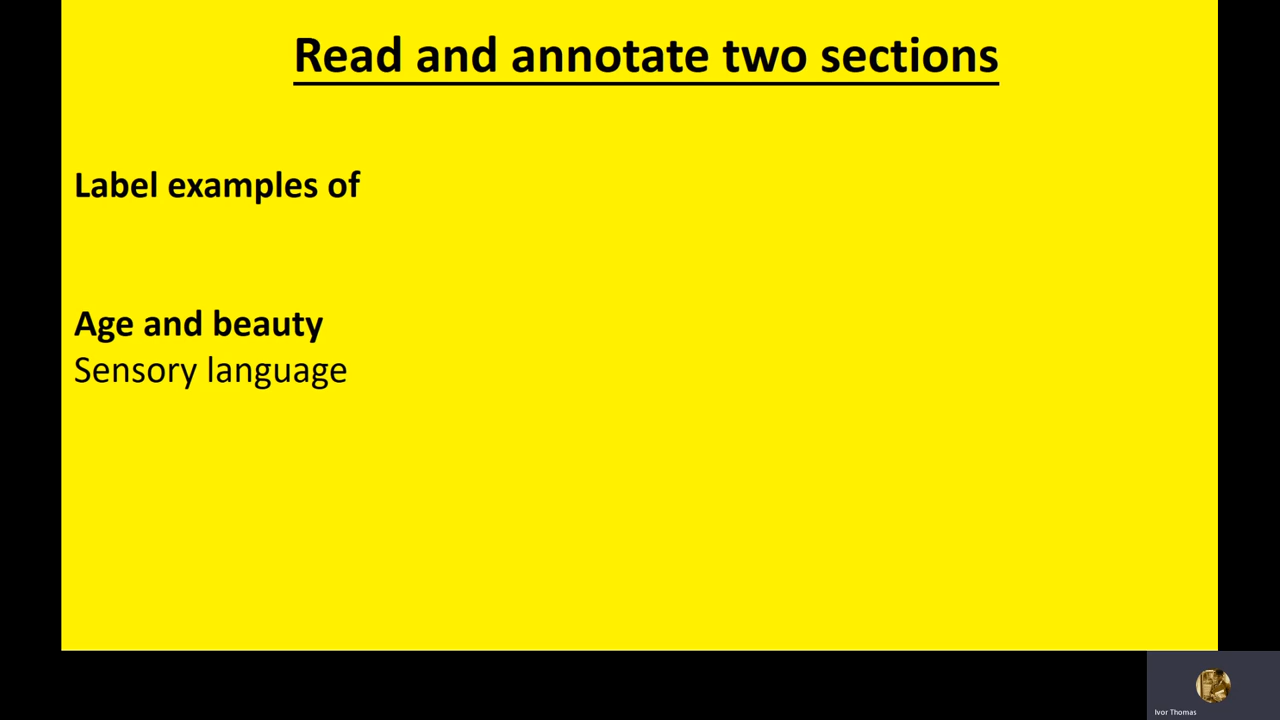 Read and annotate two sections
Label examples of
Age and beauty
Sensory language
Ivor Thomas